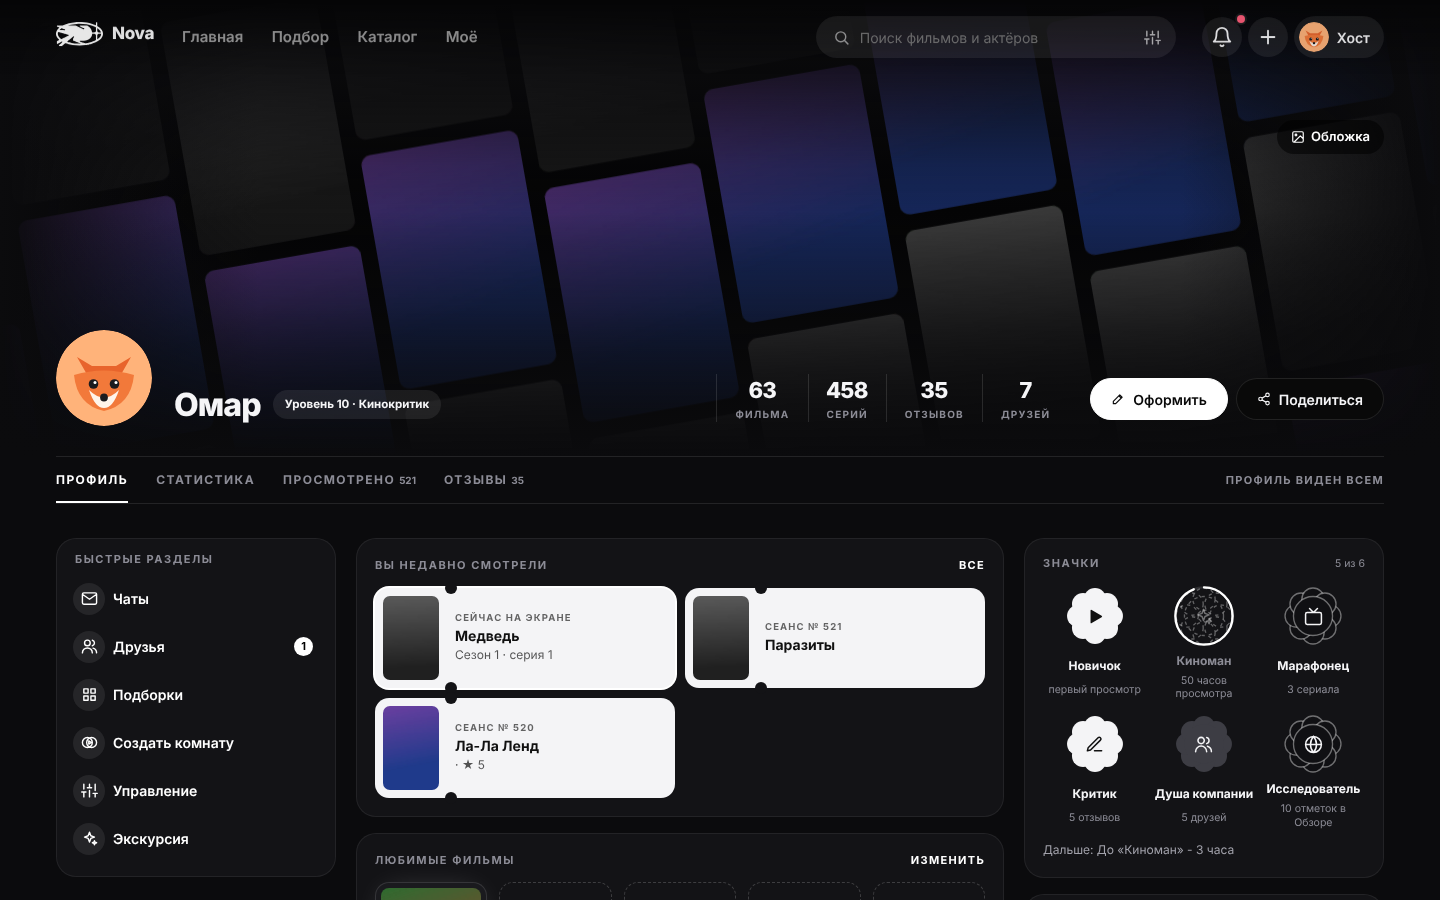 Nova
Главная
Подбор
Каталог
Моё
Поиск фильмов и актёров
Хост
Обложка
Омар
Уровень 10 · Кинокритик
63
ФИЛЬМА
458
СЕРИЙ
35
ОТЗЫВОВ
7
ДРУЗЕЙ
Оформить
Поделиться
ПРОФИЛЬ
СТАТИСТИКА
ПРОСМОТРЕНО 521
ОТЗЫВЫ 35
ПРОФИЛЬ ВИДЕН ВСЕМ
БЫСТРЫЕ РАЗДЕЛЫ
Чаты
Друзья
1
Подборки
Создать комнату
Управление
Экскурсия
ВЫ НЕДАВНО СМОТРЕЛИ
ВСЕ
СЕЙЧАС НА ЭКРАНЕ
Медведь
Сезон 1 · серия 1
СЕАНС № 521
Паразиты
СЕАНС № 520
Ла-Ла Ленд
· ★ 5
ЛЮБИМЫЕ ФИЛЬМЫ
ИЗМЕНИТЬ
ЗНАЧКИ
5 из 6
Новичок
первый просмотр
Киноман
50 часов
просмотра
Марафонец
3 сериала
Критик
5 отзывов
Душа компании
5 друзей
Исследователь
10 отметок в
Обзоре
Дальше: До «Киноман» - 3 часа